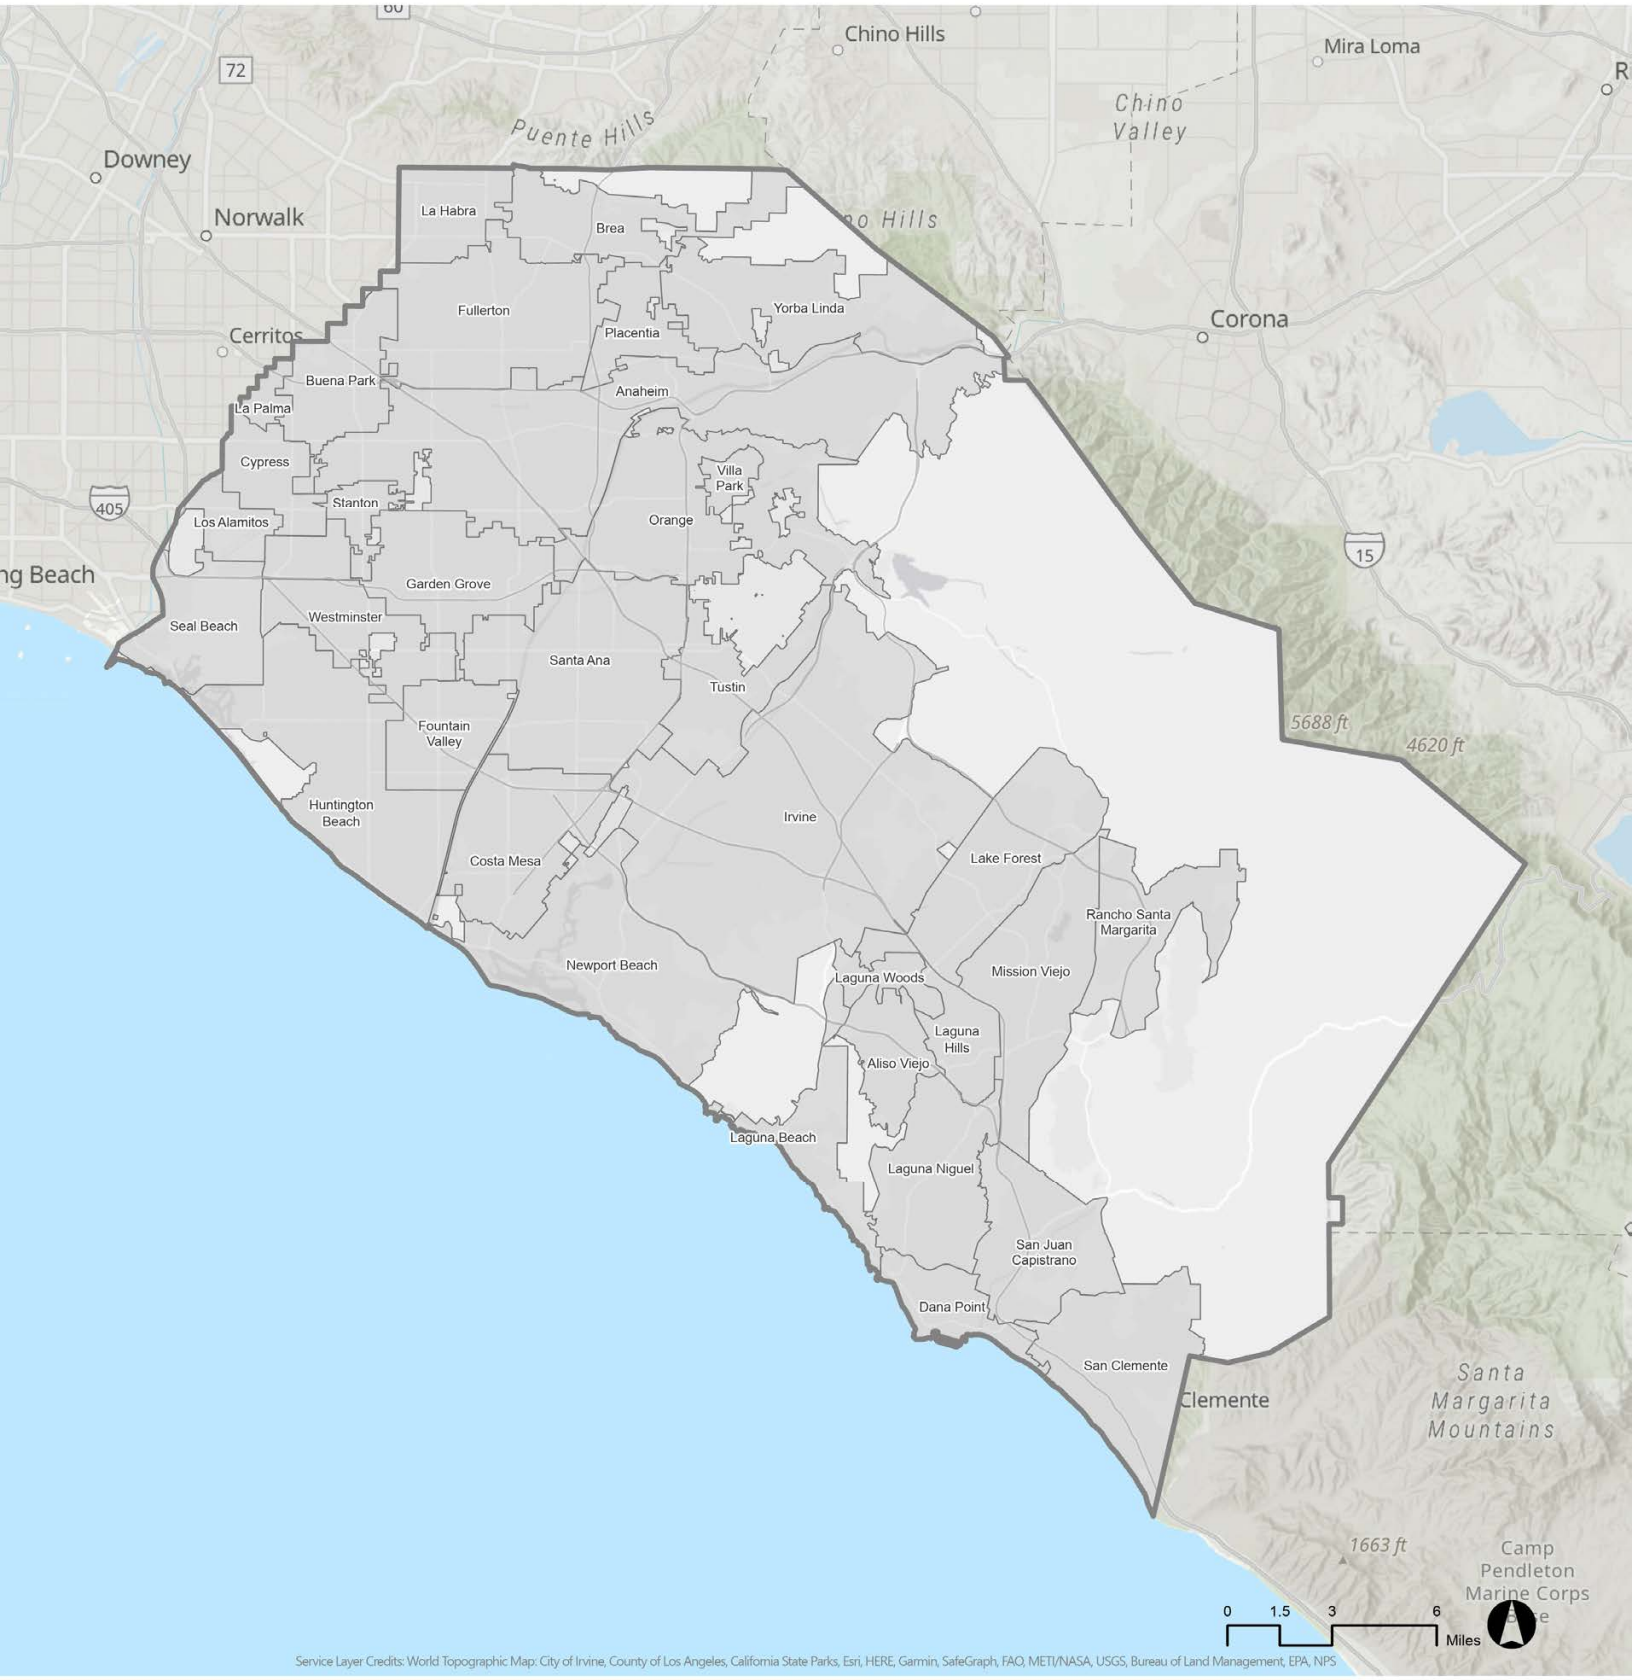 60
Chino Hills
Mira Loma
72
Chino
Valley
Puente Hills
Downey
La Habra
Norwalk
Brea
no Hills
Fullerton
Yorba Linda
Corona
Placentia
Cerritos
Buena Park
Anaheim
La Palma
Cypress
Villa
Park
Stanton
405
Los Alamitos
Orange
15
ng Beach
Garden Grove
Westminster
Seal Beach
Santa Ana
Tustin
5688 ft
Fountain
Valley
4620 ft
Huntington
Beach
Irvine
Costa Mesa
Lake Forest
Rancho Santa
Margarita
Newport Beach
Mission Viejo
Laguna Woods
Laguna
Hills
Aliso Viejo
Laguna Beach
Laguna Niguel
San Juan
Capistrano
Dana Point
San Clemente
Clemente
Santa
Margarita
Mountains
1663 ft
Camp
Pendleton
Marine Corps
0 1.5 3 6
Miles
Service Layer Credits: World Topographic Map: City of Irvine, County of Los Angeles, California State Parks, Esri, HERE, Garmin, SafeGraph, FAO, METI/NASA, USGS, Bureau of Land Management, EPA, NPS